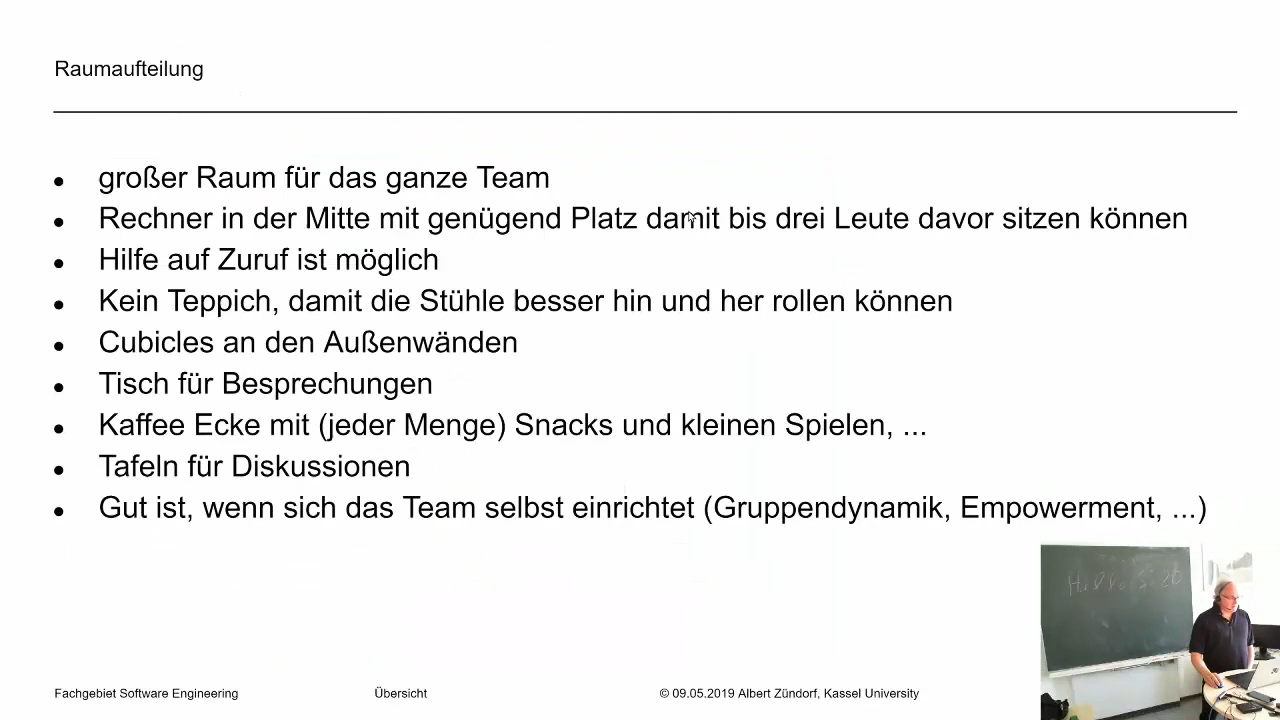 Raumaufteilung
großer Raum für das ganze Team
Rechner in der Mitte mit genügend Platz damit bis drei Leute davor sitzen können
Hilfe auf Zuruf ist möglich
Kein Teppich, damit die Stühle besser hin und her rollen können
Cubicles an den Außenwänden
Tisch für Besprechungen
Kaffee Ecke mit (jeder Menge) Snacks und kleinen Spielen, ...
Tafeln für Diskussionen
Gut ist, wenn sich das Team selbst einrichtet (Gruppendynamik, Empowerment, ...)
Fachgebiet Software Engineering
Übersicht
© 09.05.2019 Albert Zündorf, Kassel University